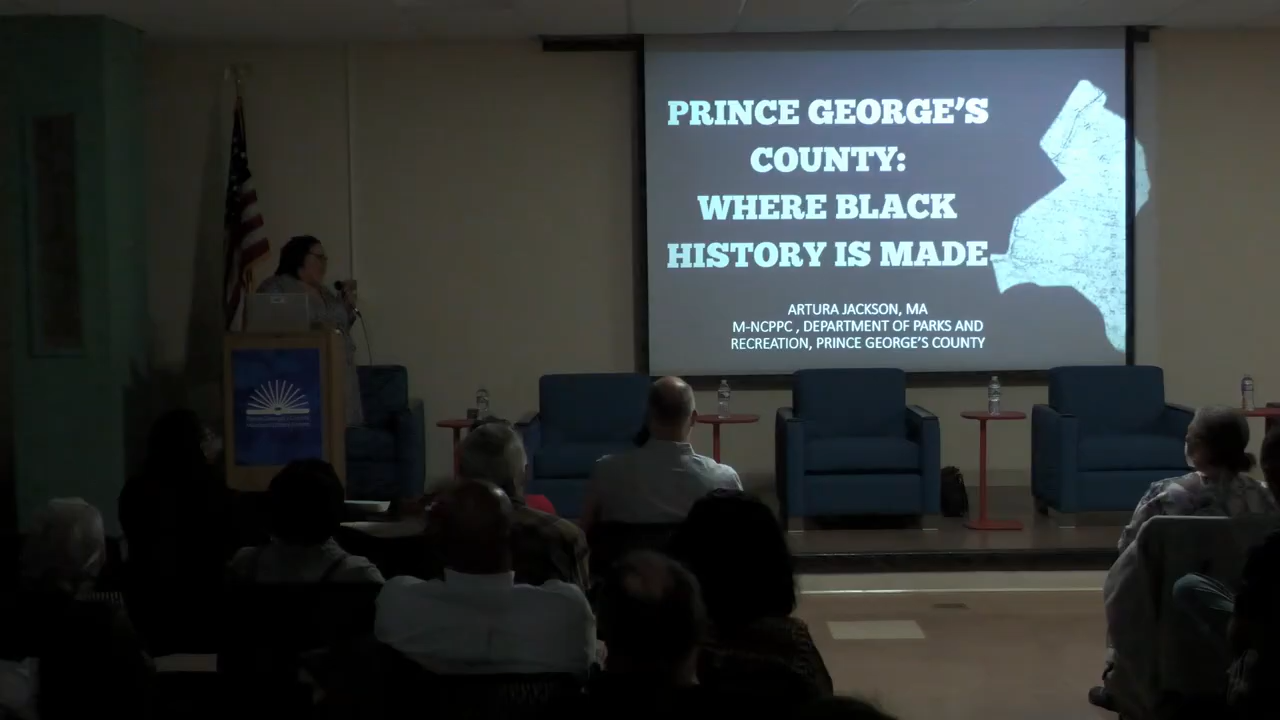 PRINCE GEORGE'S
COUNTY:
WHERE BLACK
HISTORY IS MADE
ARTURA JACKSON, MA
M-NCPPC , DEPARTMENT OF PARKS AND
RECREATION, PRINCE GEORGE'S COUNTY